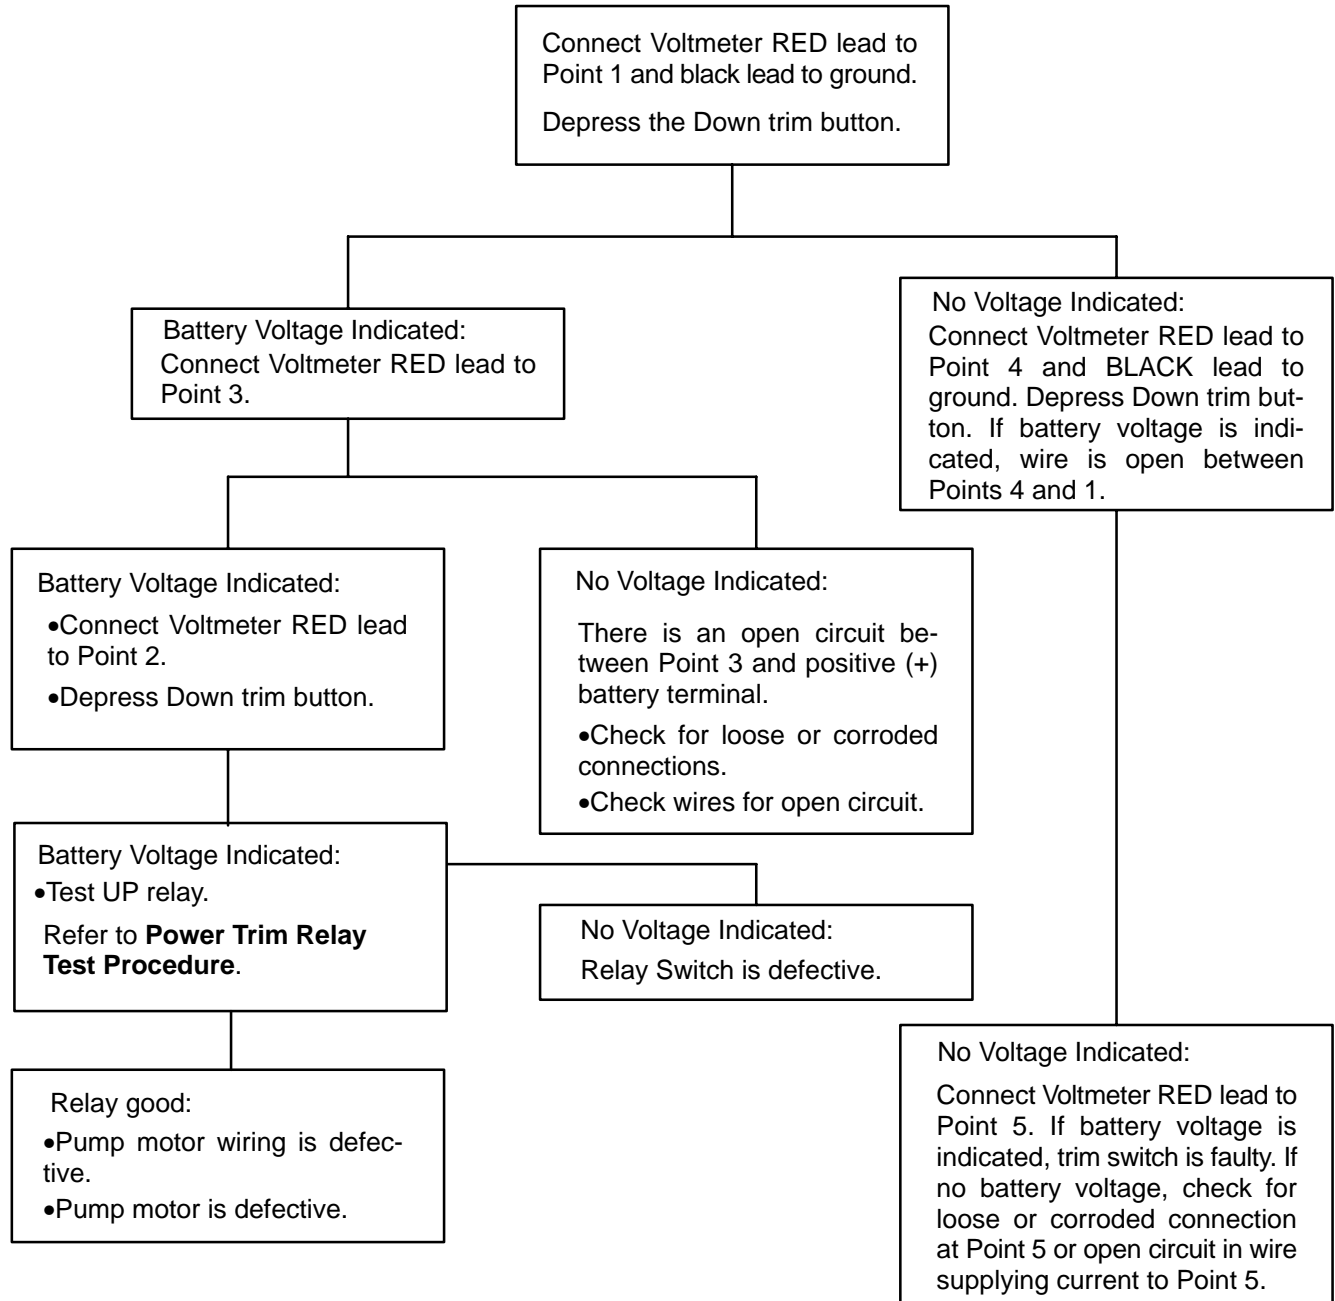 Connect Voltmeter RED lead to
Point 1 and black lead to ground.
Depress the Down trim button.
Battery Voltage Indicated:
Connect Voltmeter RED lead to
Point 3.
No Voltage Indicated:
Connect Voltmeter RED lead to
Point 4 and BLACK lead to
ground. Depress Down trim but-
ton. If battery voltage is indi-
cated, wire is open between
Points 4 and 1.
Battery Voltage Indicated:
•Connect Voltmeter RED lead
to Point 2.
•Depress Down trim button.
No Voltage Indicated:
There is an open circuit be-
tween Point 3 and positive (+)
battery terminal.
•Check for loose or corroded
connections.
•Check wires for open circuit.
Battery Voltage Indicated:
•Test UP relay.
Refer to Power Trim Relay
Test Procedure.
No Voltage Indicated:
Relay Switch is defective.
Relay good:
•Pump motor wiring is defec-
tive.
•Pump motor is defective.
No Voltage Indicated:
Connect Voltmeter RED lead to
Point 5. If battery voltage is
indicated, trim switch is faulty. If
no battery voltage, check for
loose or corroded connection
at Point 5 or open circuit in wire
supplying current to Point 5.